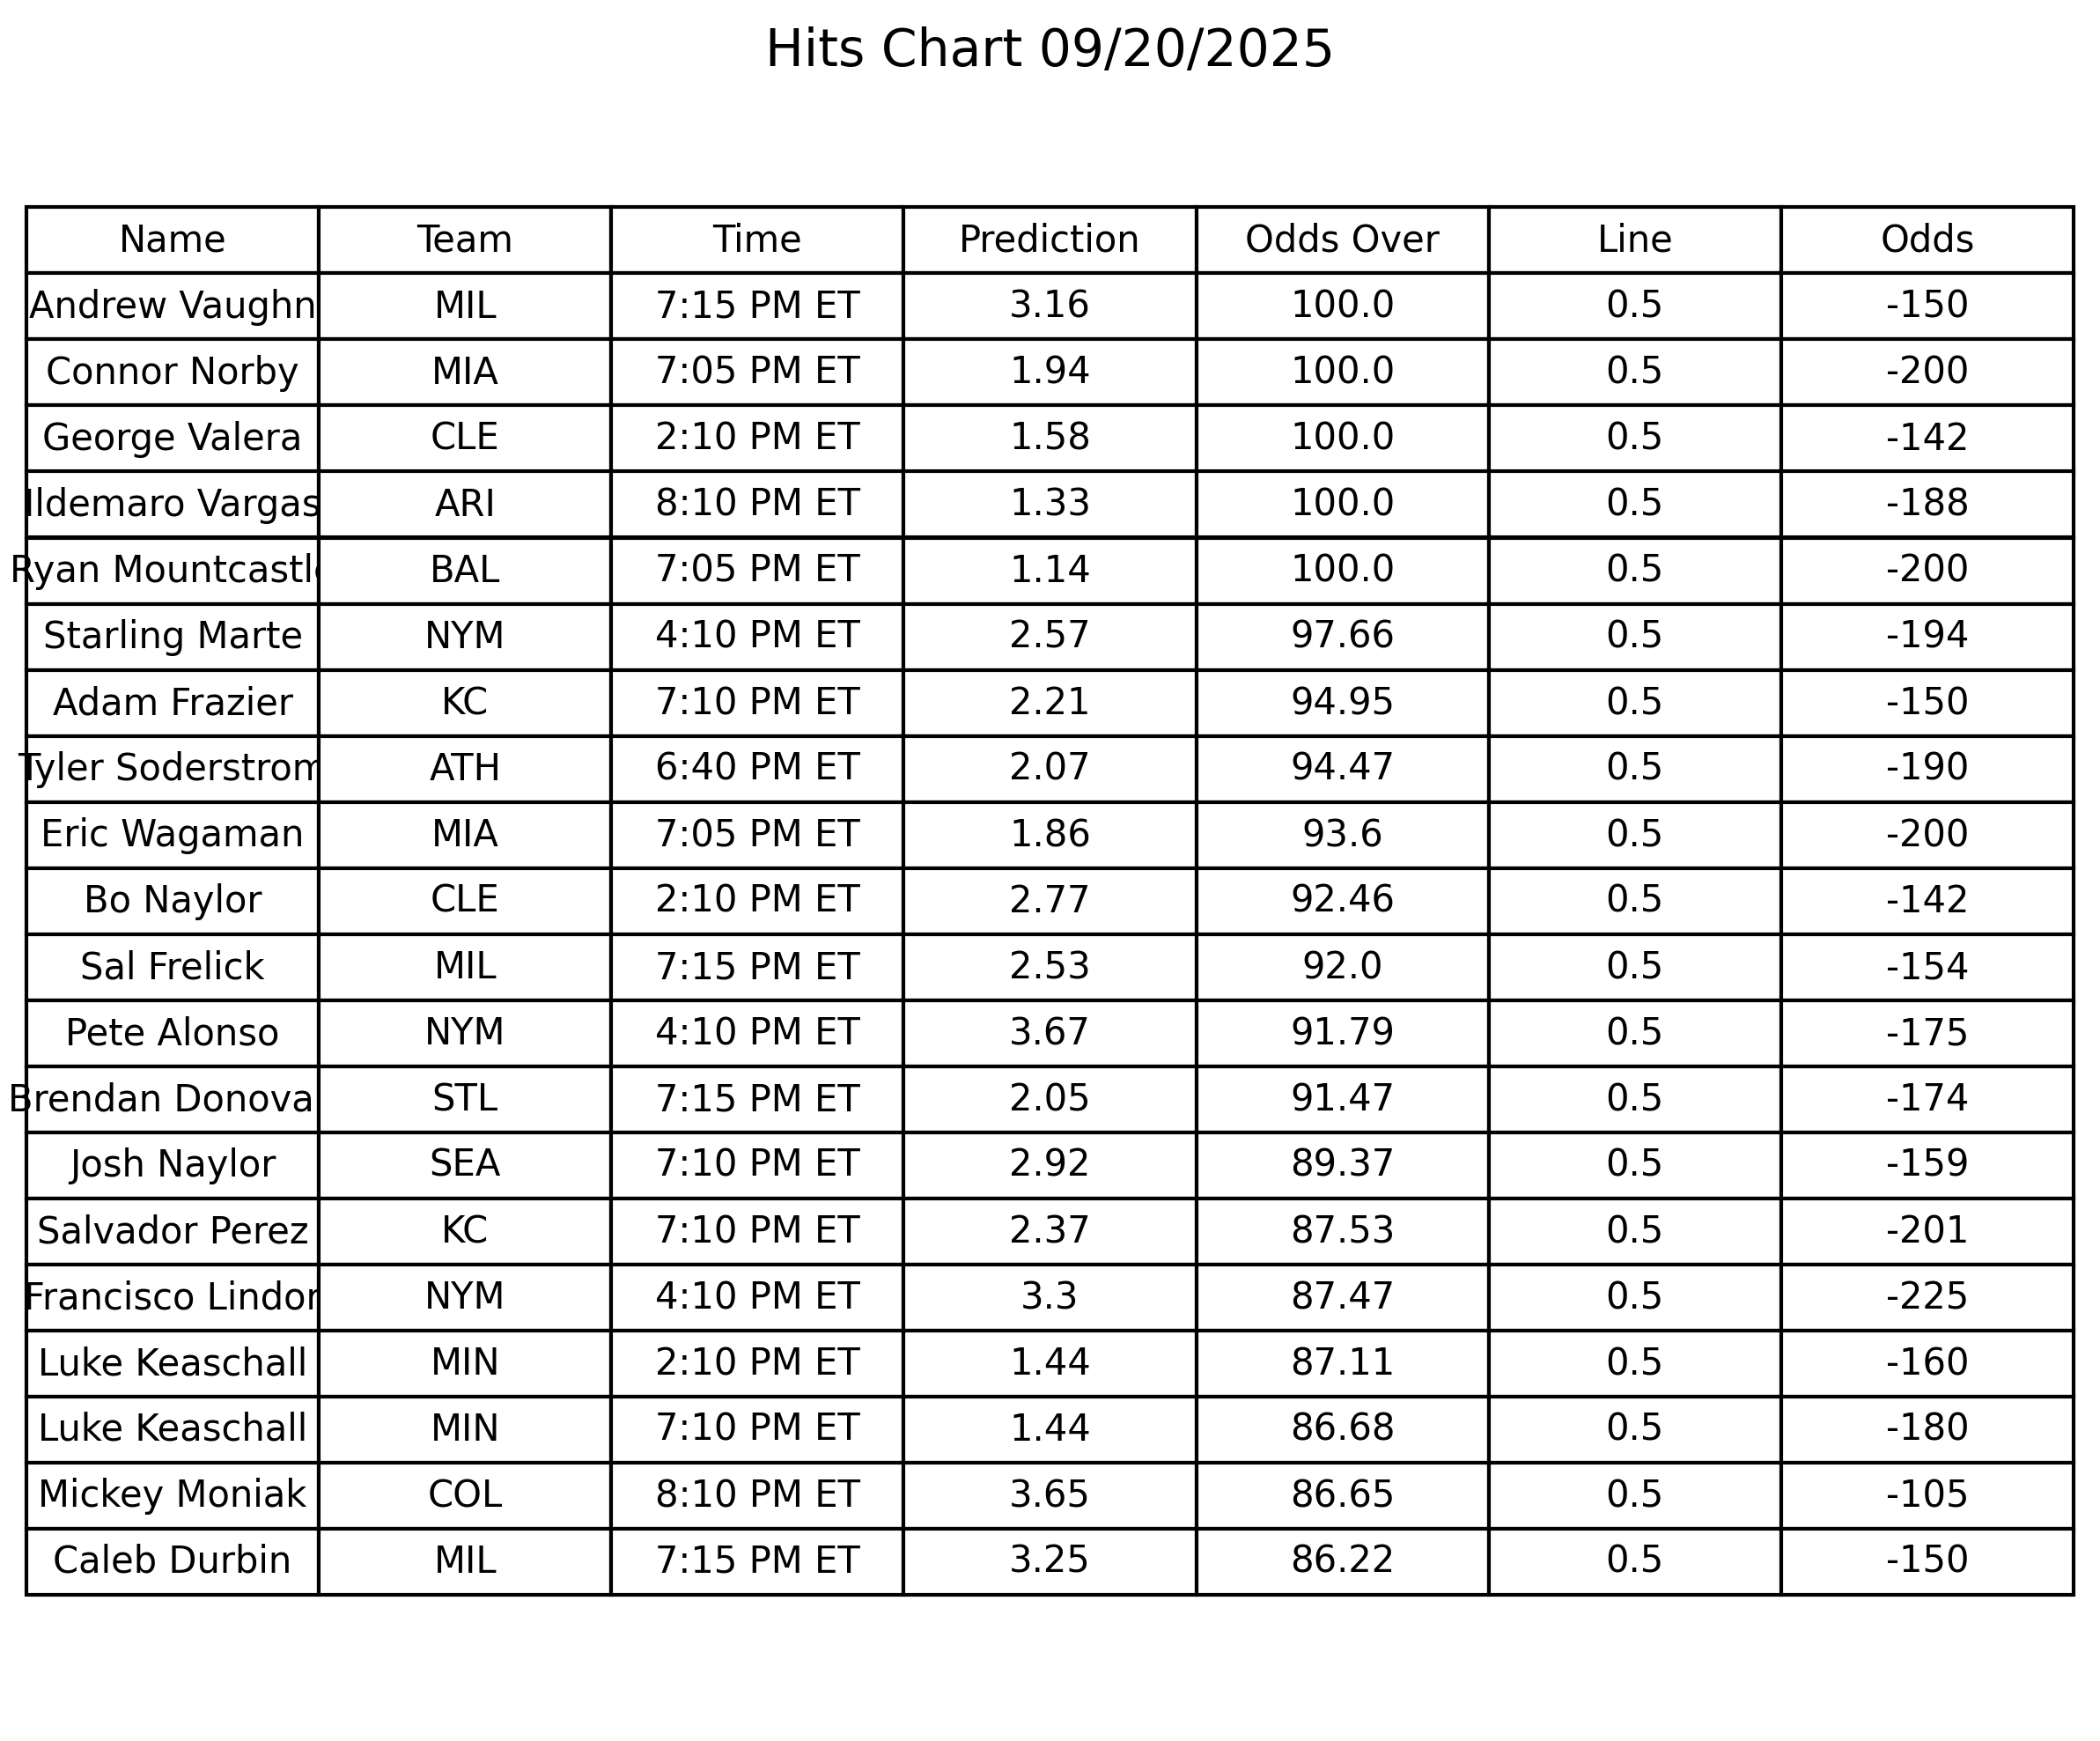 Hits Chart 09/20/2025
Name Team Time Prediction Odds Over Line Odds
Andrew Vaughn MIL 7:15 PM ET 3.16 100.0 0.5 -150
Connor Norby MIA 7:05 PM ET 1.94 100.0 0.5 -200
George Valera CLE 2:10 PM ET 1.58 100.0 0.5 -142
Ildemaro Vargas ARI 8:10 PM ET 1.33 100.0 0.5 -188
Ryan Mountcastle BAL 7:05 PM ET 1.14 100.0 0.5 -200
Starling Marte NYM 4:10 PM ET 2.57 97.66 0.5 -194
Adam Frazier KC 7:10 PM ET 2.21 94.95 0.5 -150
Tyler Soderstrom ATH 6:40 PM ET 2.07 94.47 0.5 -190
Eric Wagaman MIA 7:05 PM ET 1.86 93.6 0.5 -200
Bo Naylor CLE 2:10 PM ET 2.77 92.46 0.5 -142
Sal Frelick MIL 7:15 PM ET 2.53 92.0 0.5 -154
Pete Alonso NYM 4:10 PM ET 3.67 91.79 0.5 -175
Brendan Donova STL 7:15 PM ET 2.05 91.47 0.5 -174
Josh Naylor SEA 7:10 PM ET 2.92 89.37 0.5 -159
Salvador Perez KC 7:10 PM ET 2.37 87.53 0.5 -201
Francisco Lindor NYM 4:10 PM ET 3.3 87.47 0.5 -225
Luke Keaschall MIN 2:10 PM ET 1.44 87.11 0.5 -160
Luke Keaschall MIN 7:10 PM ET 1.44 86.68 0.5 -180
Mickey Moniak COL 8:10 PM ET 3.65 86.65 0.5 -105
Caleb Durbin MIL 7:15 PM ET 3.25 86.22 0.5 -150